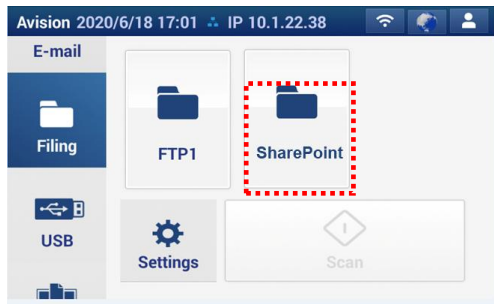 Avision 2020/6/18 17:01 IP 10.1.22.38
E-mail
Filing
FTP1
SharePoint
USB
Settings
Scan